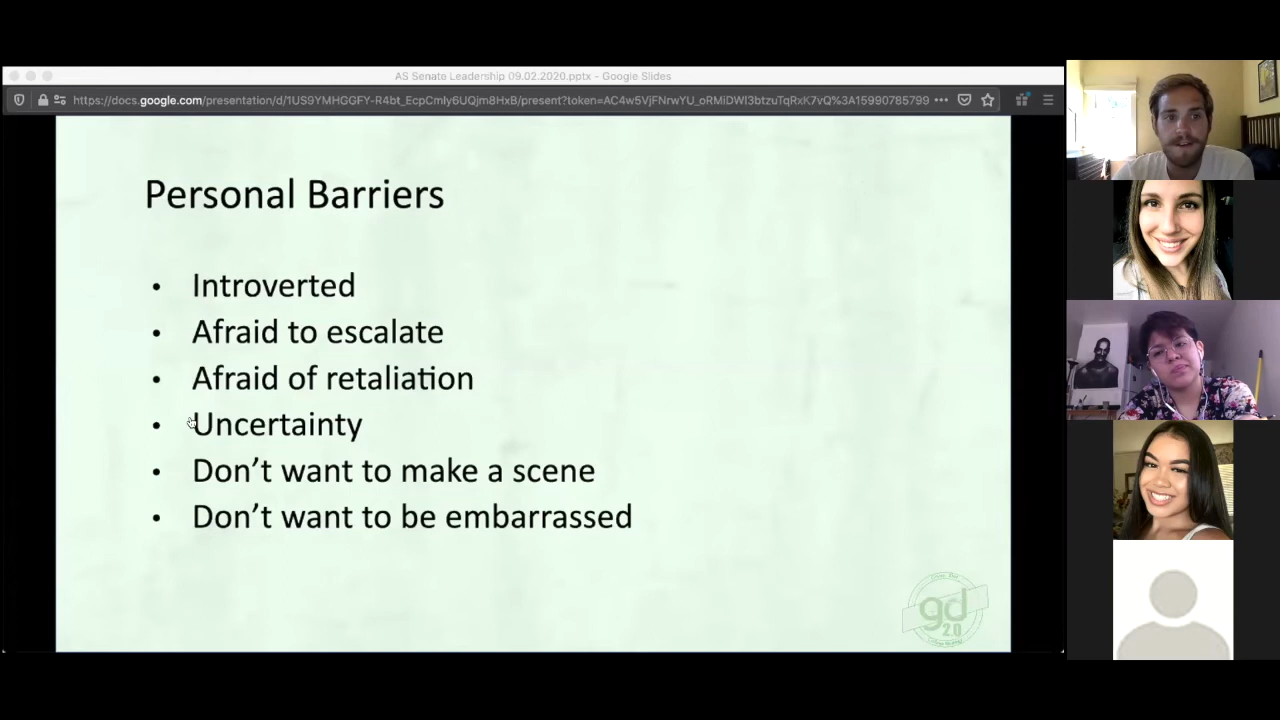 AS Senate Leadership 09.02.2020.pptx - Google Slides
https://docs.google.com/presentation/d/1US9YMHGGFY-R4bt_EcpCmIy6UQjm8HxB/present?token=AC4w5VjFNrwYU_oRMiDWI3btzuTqRxK7vQ%3A15990785799
Personal Barriers
• Introverted
• Afraid to escalate
• Afraid of retaliation
• Uncertainty
• Don’t want to make a scene
• Don’t want to be embarrassed
gd
2.0